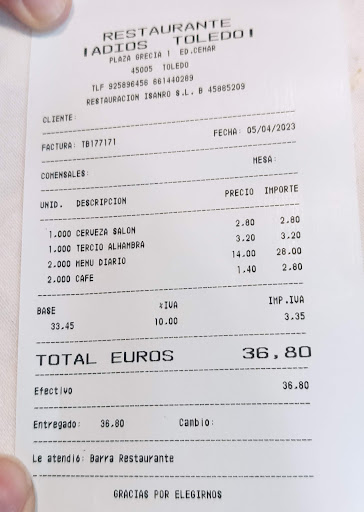 RESTAURANTE
¡ADIOS TOLEDO!
PLAZA GRECIA 1 ED.CEMAR
45005 TOLEDO
TLF 925896456 661440289
RESTAURACION ISANRO S.L. B 45865209
CLIENTE:
FACTURA: TB177171 FECHA: 05/04/2023
COMENSALES: MESA:
UNID. DESCRIPCION PRECIO IMPORTE
1.000 CERVEZA SALON 2.80 2.80
1.000 TERCIO ALHAMBRA 3.20 3.20
2.000 MENU DIARIO 14.00 28.00
2.000 CAFE 1.40 2.80
BASE %IVA IMP.IVA
33.45 10.00 3.35
TOTAL EUROS 36,80
Efectivo 36.80
Entregado: 36.80 Cambio:
Le atendió: Barra Restaurante
GRACIAS POR ELEGIRNOS